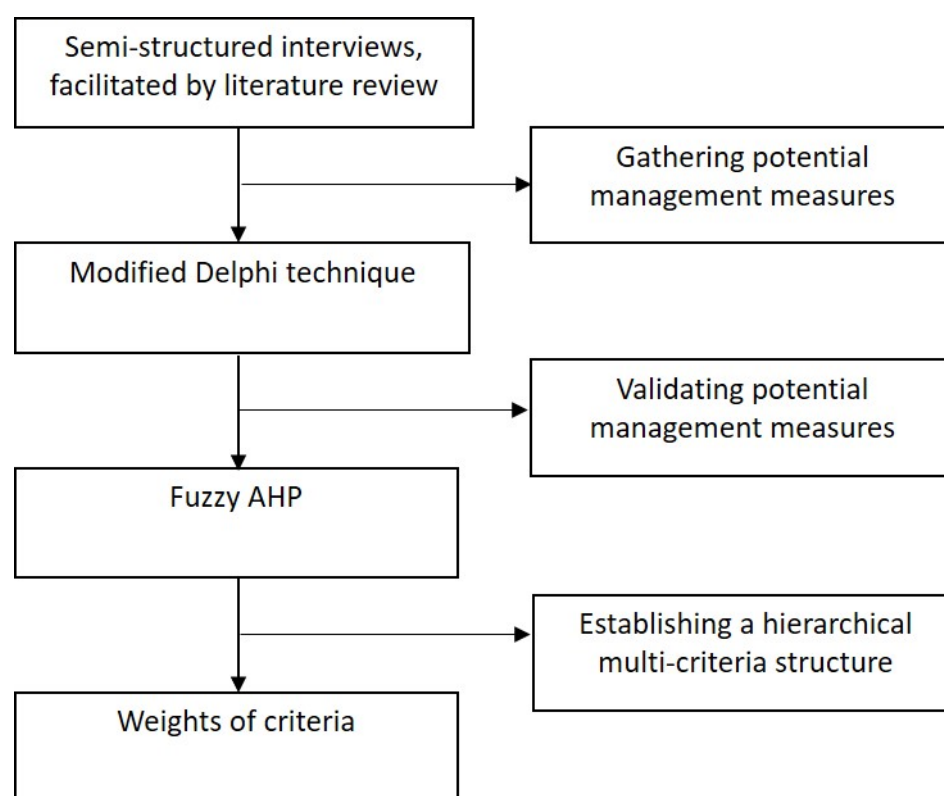 Semi-structured interviews,
facilitated by literature review
Gathering potential
management measures
Modified Delphi technique
Validating potential
management measures
Fuzzy AHP
Establishing a hierarchical
multi-criteria structure
Weights of criteria